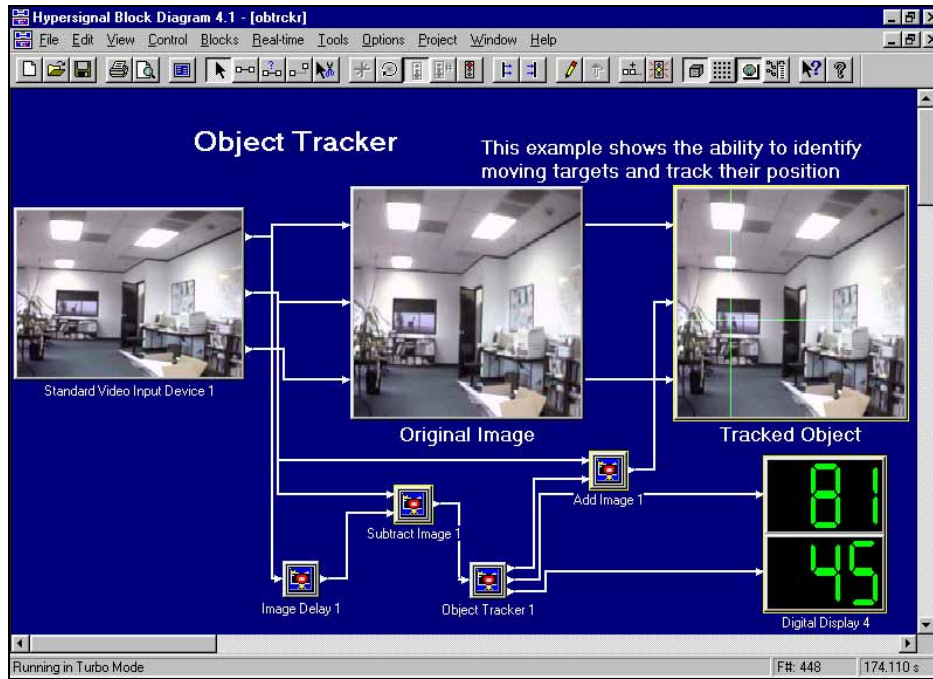 Hypersignal Block Diagram 4.1 - [obtrckr]
File Edit View Control Blocks Real-time Tools Options Project Window Help
Object Tracker
This example shows the ability to identify
moving targets and track their position
Standard Video Input Device 1
Original Image
Tracked Object
Add Image 1
Subtract Image 1
Image Delay 1
Object Tracker 1
81
45
Digital Display 4
Running in Turbo Mode
F#: 448
174.110 s